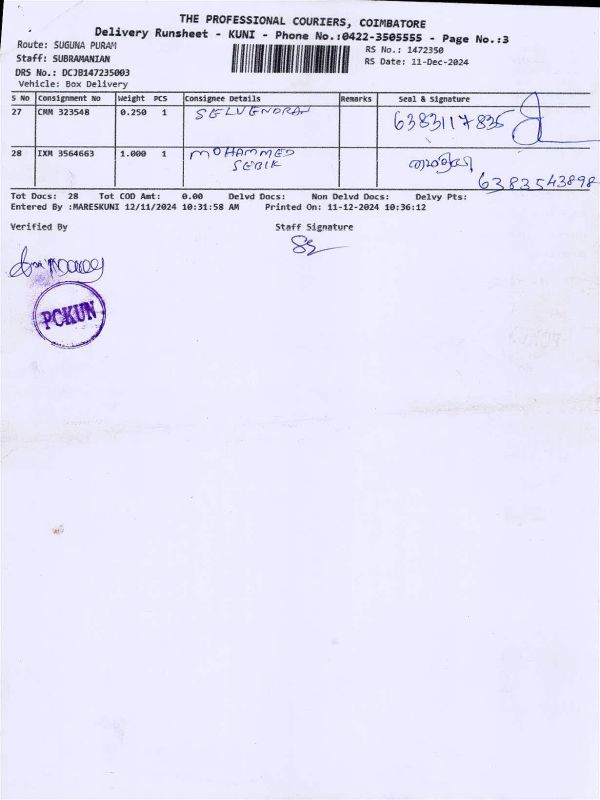 THE PROFESSIONAL COURIERS, COIMBATORE
Delivery Runsheet - KUNI - Phone No.:0422-3505555 - Page No.:3
Route: SUGUNA PURAM
RS No.: 1472350
Staff: SUBRAMANIAN
RS Date: 11-Dec-2024
DRS No.: DCJB147235003
Vehicle: Box Delivery
S No Consignment No Weight PCS Consignee Details Remarks Seal & Signature
27 CMM 323548 0.250 1 SELVENDRAN 6383117835
28 IXM 3564663 1.000 1 MOHAMMED
SEBIK
6383543898
Tot Docs: 28 Tot COD Amt: 0.00 Delvd Docs: Non Delvd Docs: Delvy Pts:
Entered By :MARESKUNI 12/11/2024 10:31:58 AM Printed On: 11-12-2024 10:36:12
Verified By Staff Signature
PCKUN